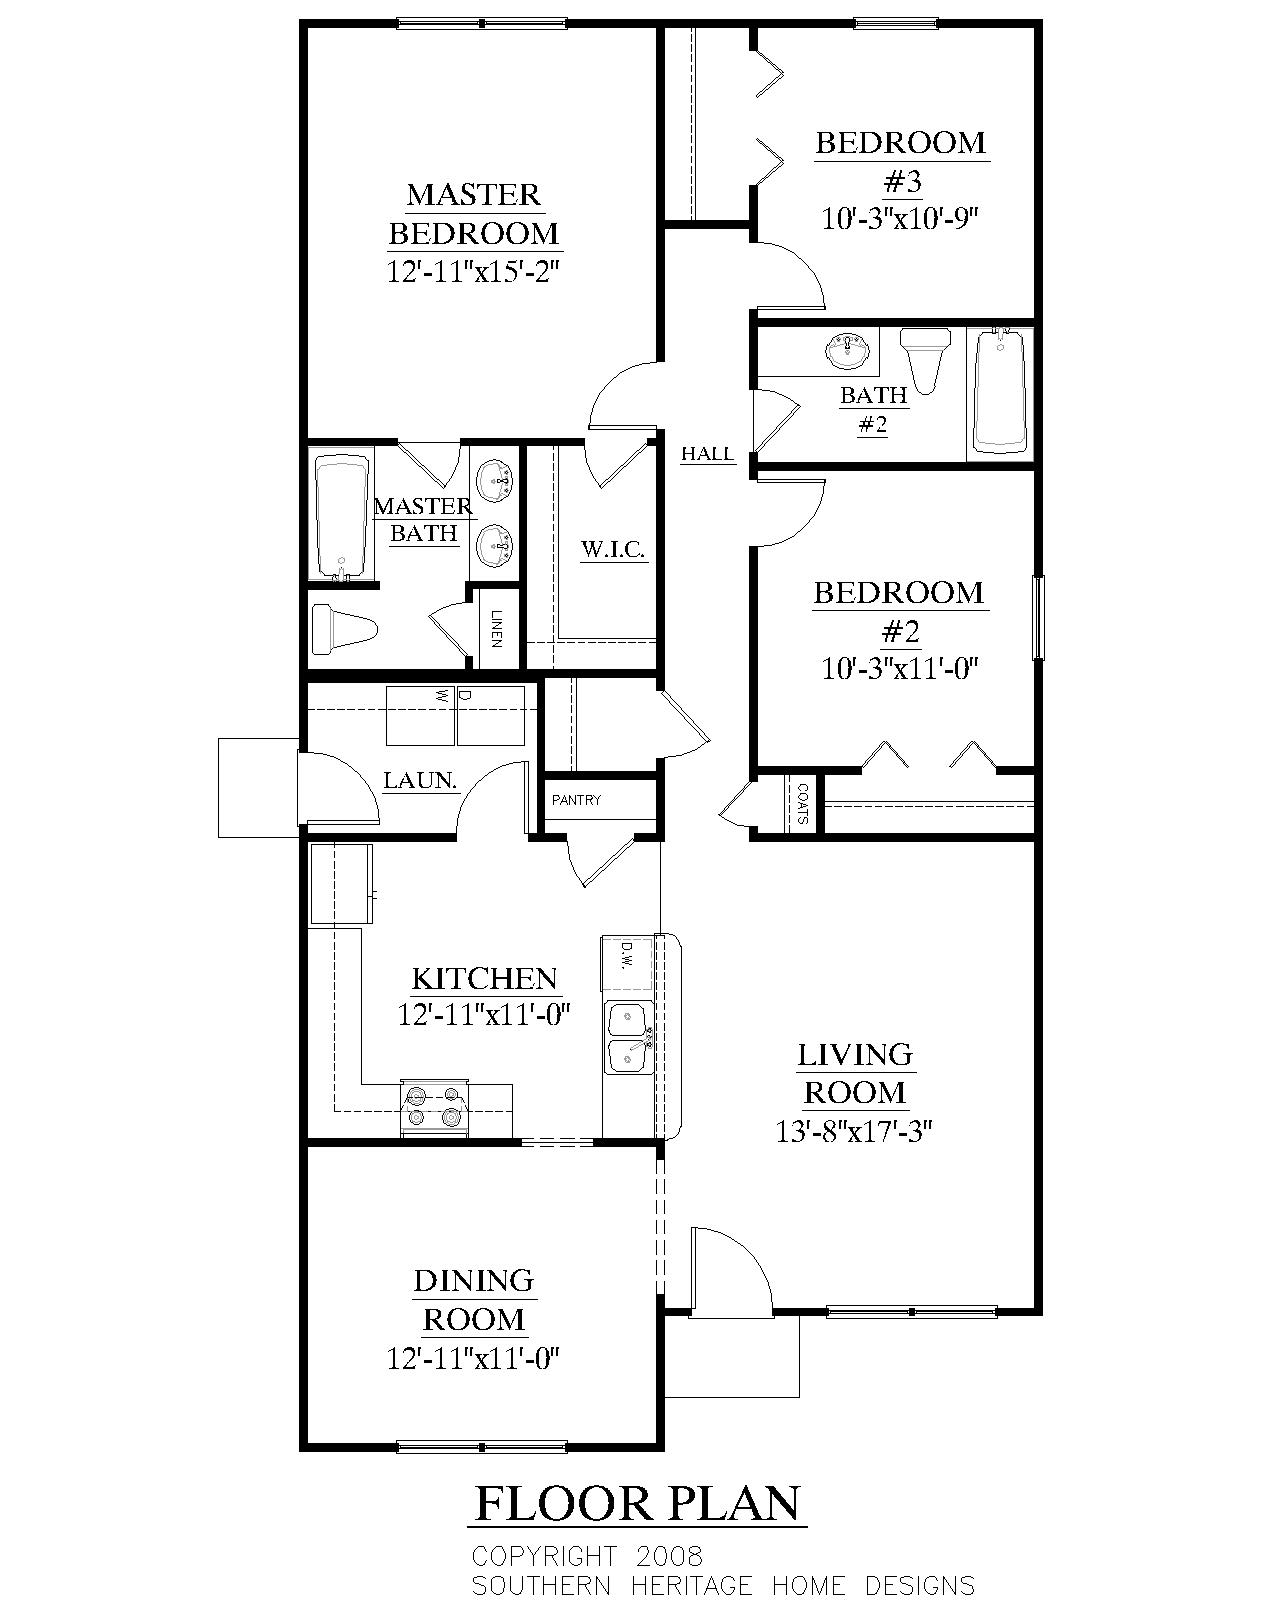 MASTER
BEDROOM
12'-11"x15'-2"
BEDROOM
#3
10'-3"x10'-9"
BATH
#2
HALL
MASTER
BATH
W.I.C.
LINEN
BEDROOM
#2
10'-3"x11'-0"
W
D
LAUN.
PANTRY
COATS
KITCHEN
12'-11"x11'-0"
D.W.
LIVING
ROOM
13'-8"x17'-3"
DINING
ROOM
12'-11"x11'-0"
FLOOR PLAN
COPYRIGHT 2008
SOUTHERN HERITAGE HOME DESIGNS